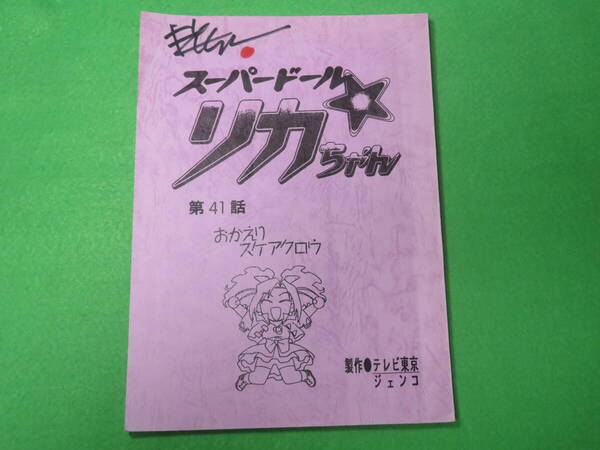 スーパードール
リカちゃん
第41話
おかえり
スケアクロウ
製作●テレビ東京
ジェンコ